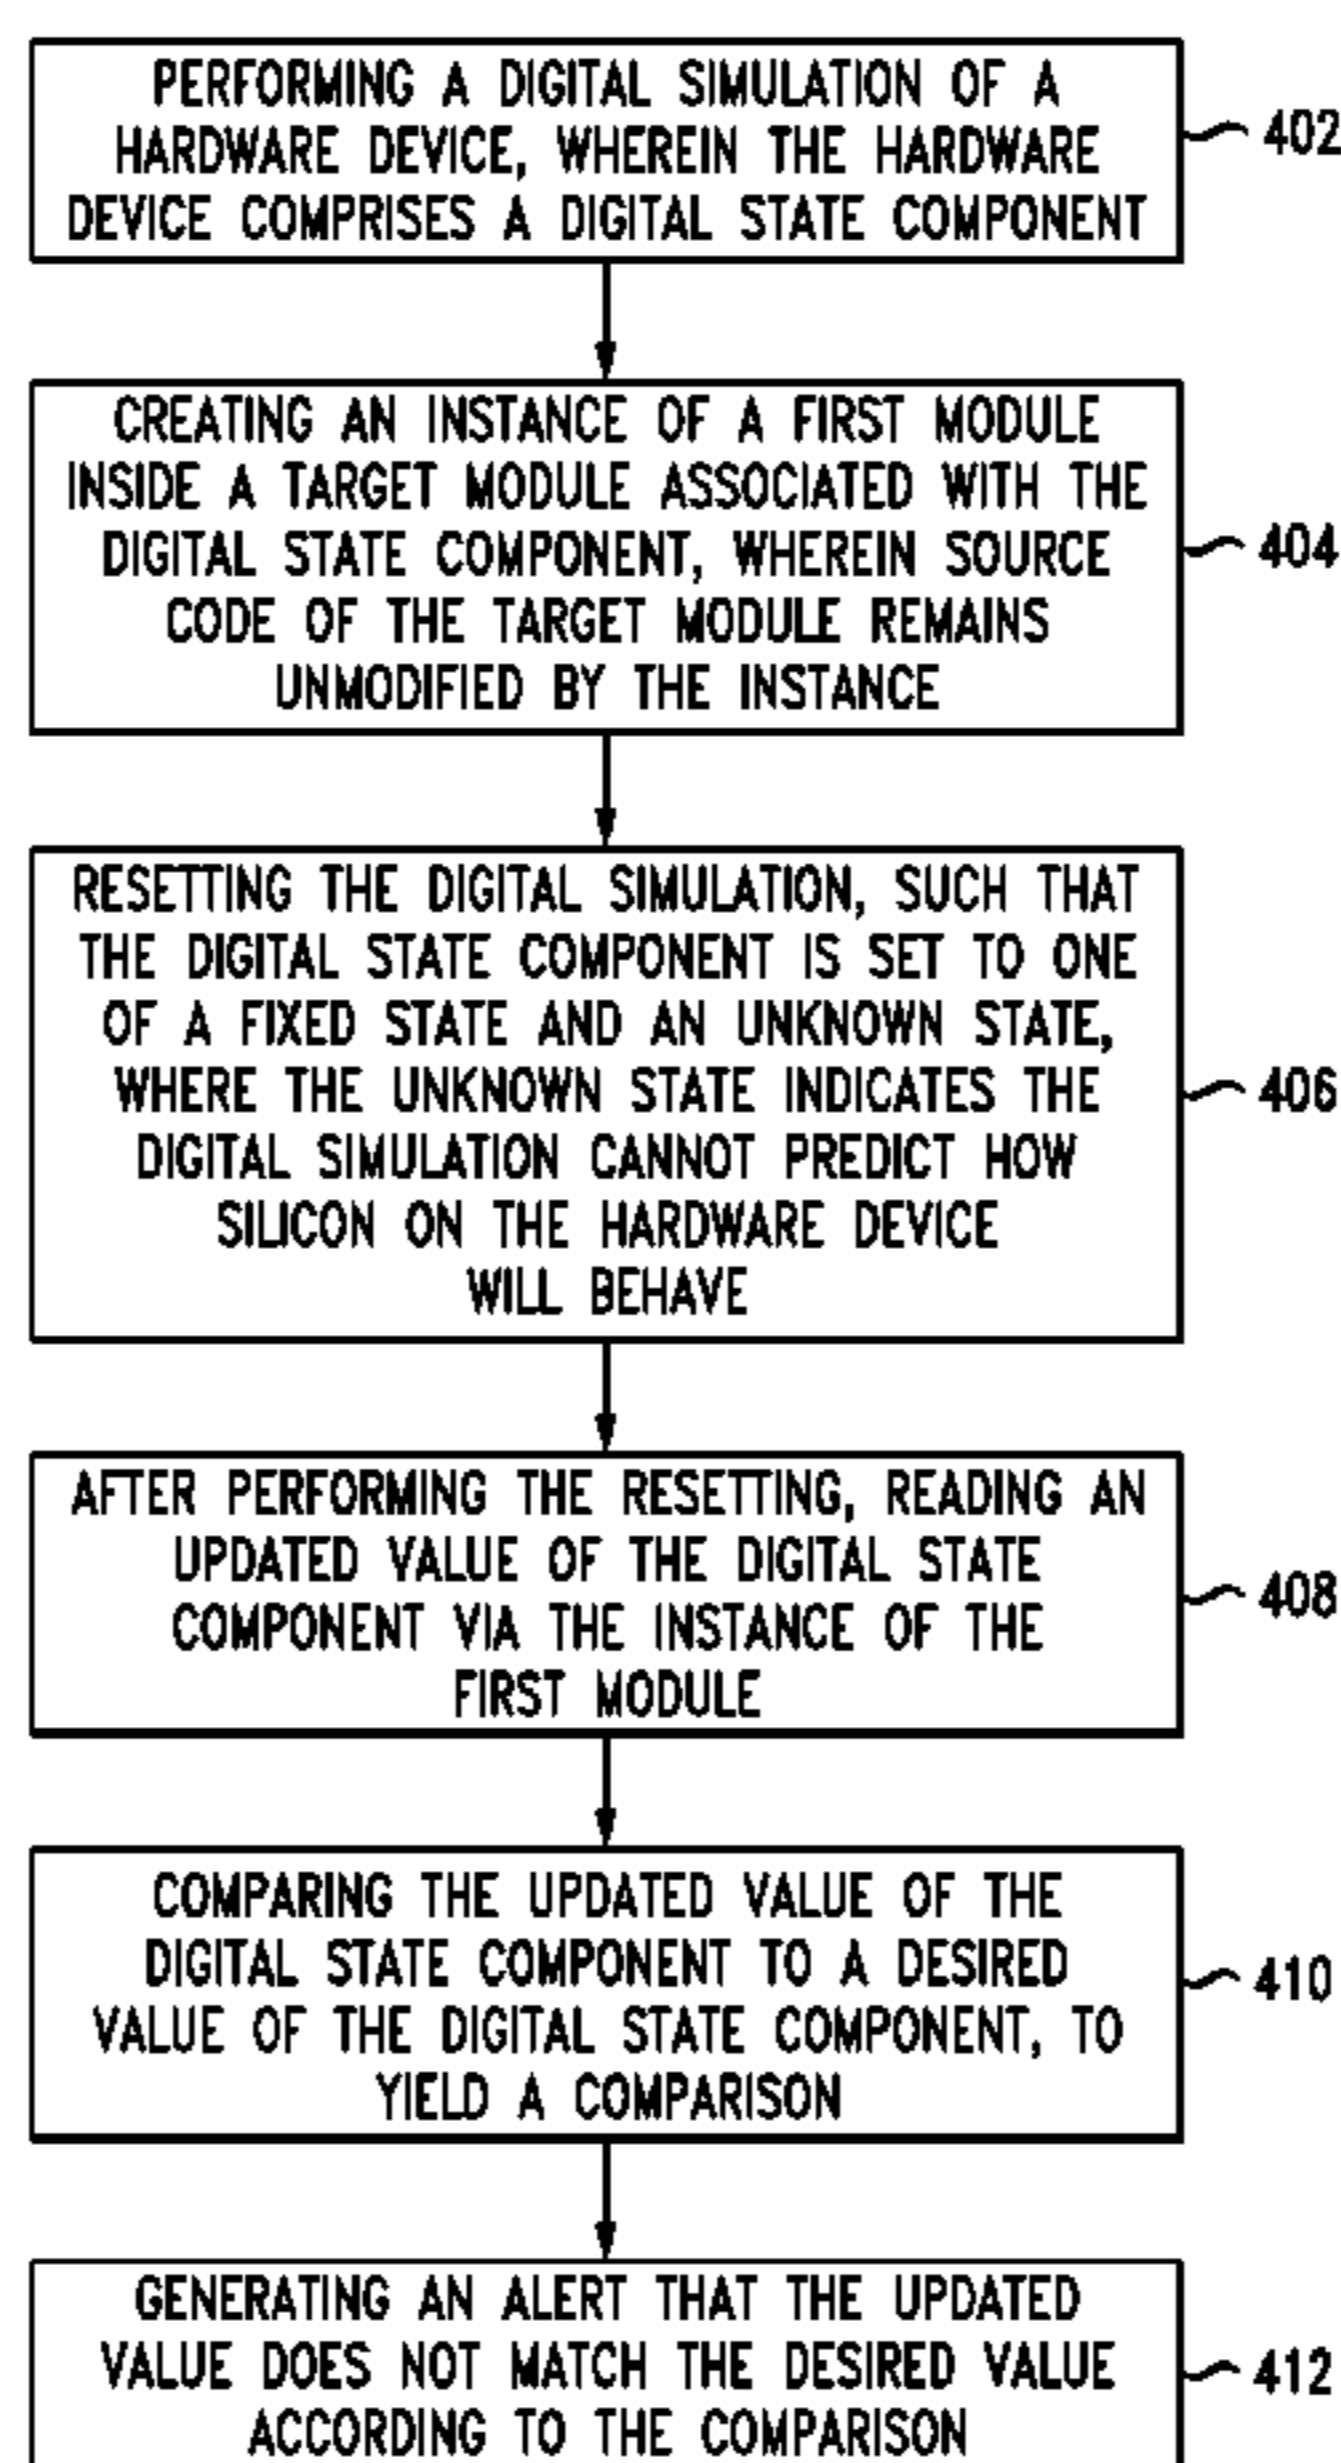 PERFORMING A DIGITAL SIMULATION OF A
HARDWARE DEVICE, WHEREIN THE HARDWARE
DEVICE COMPRISES A DIGITAL STATE COMPONENT
402
CREATING AN INSTANCE OF A FIRST MODULE
INSIDE A TARGET MODULE ASSOCIATED WITH THE
DIGITAL STATE COMPONENT, WHEREIN SOURCE
CODE OF THE TARGET MODULE REMAINS
UNMODIFIED BY THE INSTANCE
404
RESETTING THE DIGITAL SIMULATION, SUCH THAT
THE DIGITAL STATE COMPONENT IS SET TO ONE
OF A FIXED STATE AND AN UNKNOWN STATE,
WHERE THE UNKNOWN STATE INDICATES THE
DIGITAL SIMULATION CANNOT PREDICT HOW
SILICON ON THE HARDWARE DEVICE
WILL BEHAVE
406
AFTER PERFORMING THE RESETTING, READING AN
UPDATED VALUE OF THE DIGITAL STATE
COMPONENT VIA THE INSTANCE OF THE
FIRST MODULE
408
COMPARING THE UPDATED VALUE OF THE
DIGITAL STATE COMPONENT TO A DESIRED
VALUE OF THE DIGITAL STATE COMPONENT, TO
YIELD A COMPARISON
410
GENERATING AN ALERT THAT THE UPDATED
VALUE DOES NOT MATCH THE DESIRED VALUE
ACCORDING TO THE COMPARISON
412